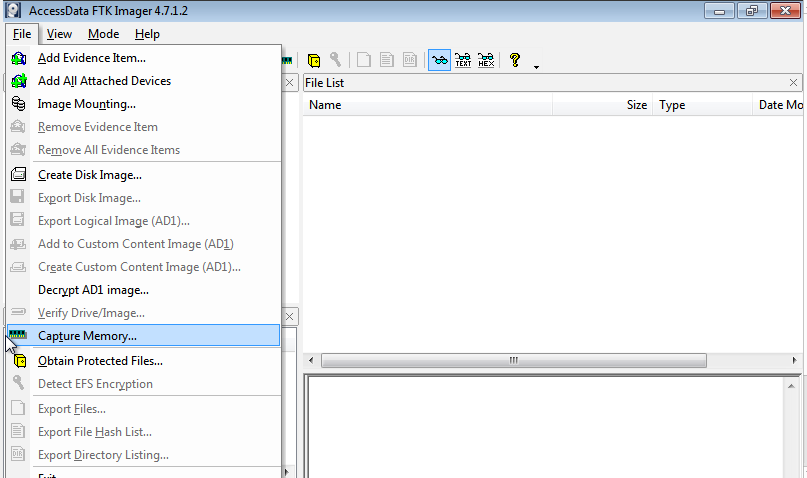 AccessData FTK Imager 4.7.1.2
File View Mode Help
TEXT HEX
Add Evidence Item...
Add All Attached Devices
Image Mounting...
Remove Evidence Item
Remove All Evidence Items
Create Disk Image...
Export Disk Image...
Export Logical Image (AD1)...
Add to Custom Content Image (AD1)
Create Custom Content Image (AD1)...
Decrypt AD1 image...
Verify Drive/Image...
Capture Memory...
Obtain Protected Files...
Detect EFS Encryption
Export Files...
Export File Hash List...
DIR
Export Directory Listing...
Exit
File List
Name Size Type Date Mo